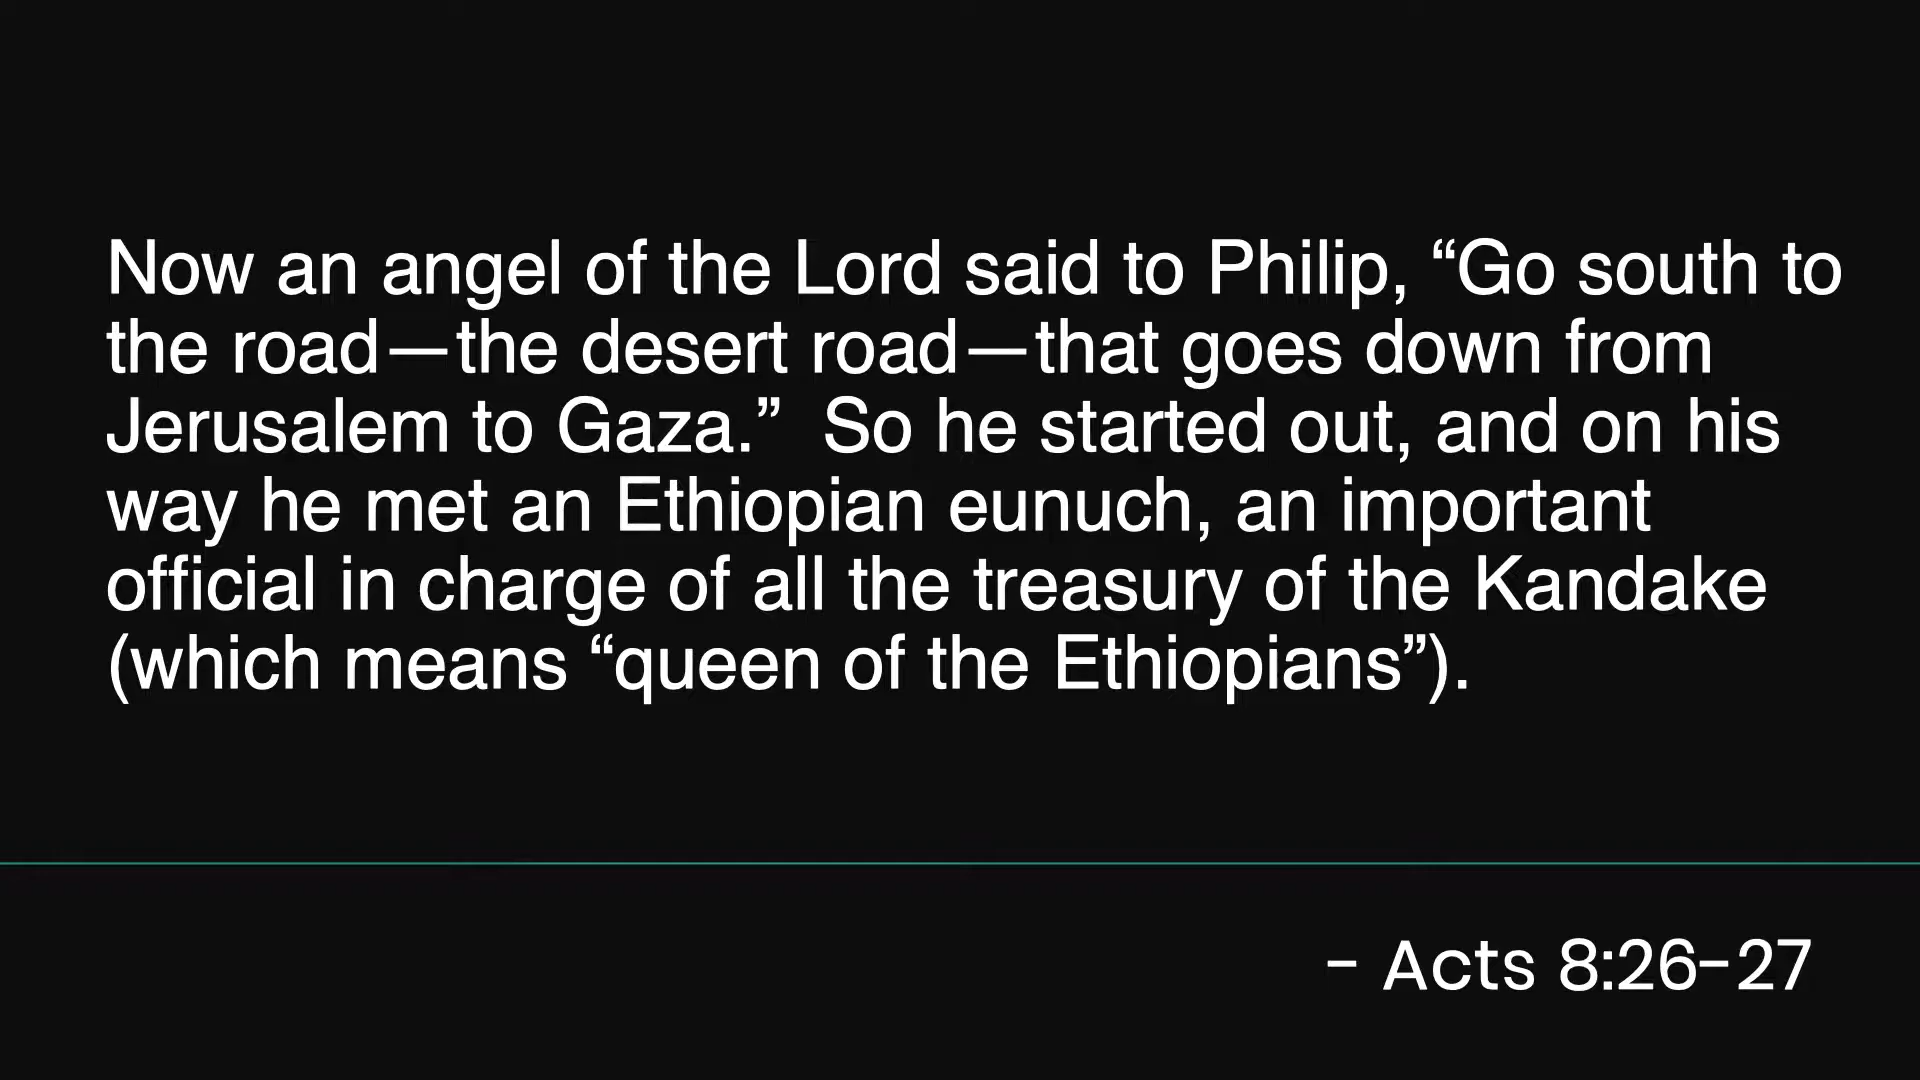 Now an angel of the Lord said to Philip, “Go south to
the road—the desert road—that goes down from
Jerusalem to Gaza.”  So he started out, and on his
way he met an Ethiopian eunuch, an important
official in charge of all the treasury of the Kandake
(which means “queen of the Ethiopians”).
- Acts 8:26-27